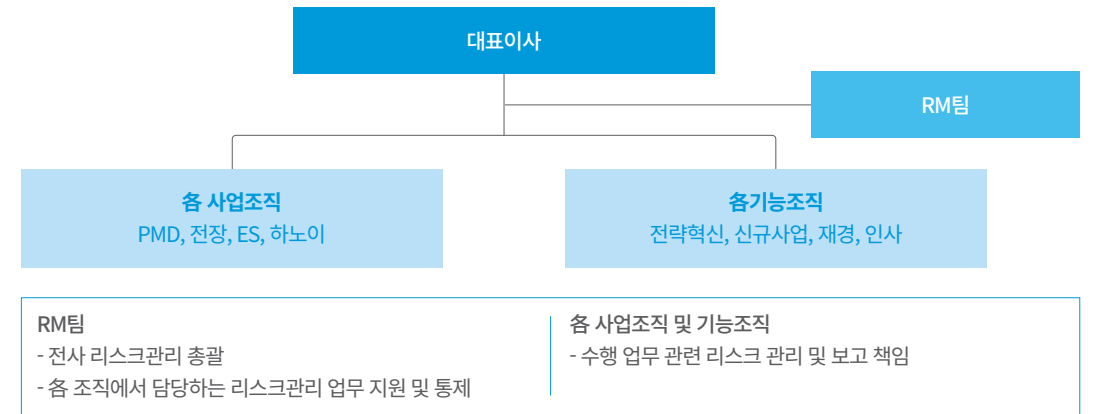 대표이사
RM팀
各 사업조직
PMD, 전장, ES, 하노이
各기능조직
전략혁신, 신규사업, 재경, 인사
RM팀
- 전사 리스크관리 총괄
- 各 조직에서 담당하는 리스크관리 업무 지원 및 통제
各 사업조직 및 기능조직
- 수행 업무 관련 리스크 관리 및 보고 책임